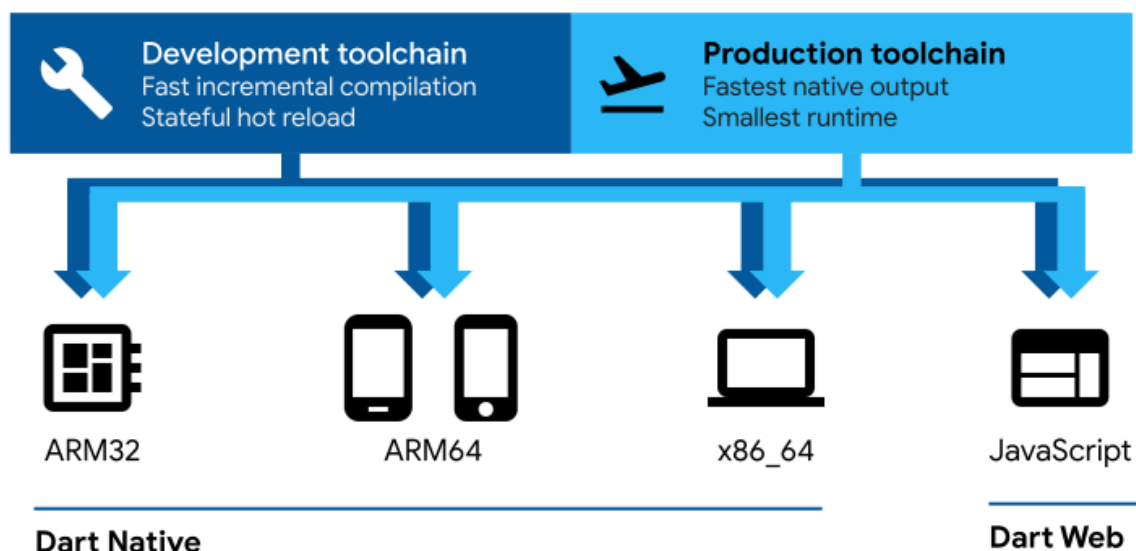 Development toolchain
Fast incremental compilation
Stateful hot reload
Production toolchain
Fastest native output
Smallest runtime
ARM32
ARM64
x86_64
JavaScript
Dart Native
Dart Web